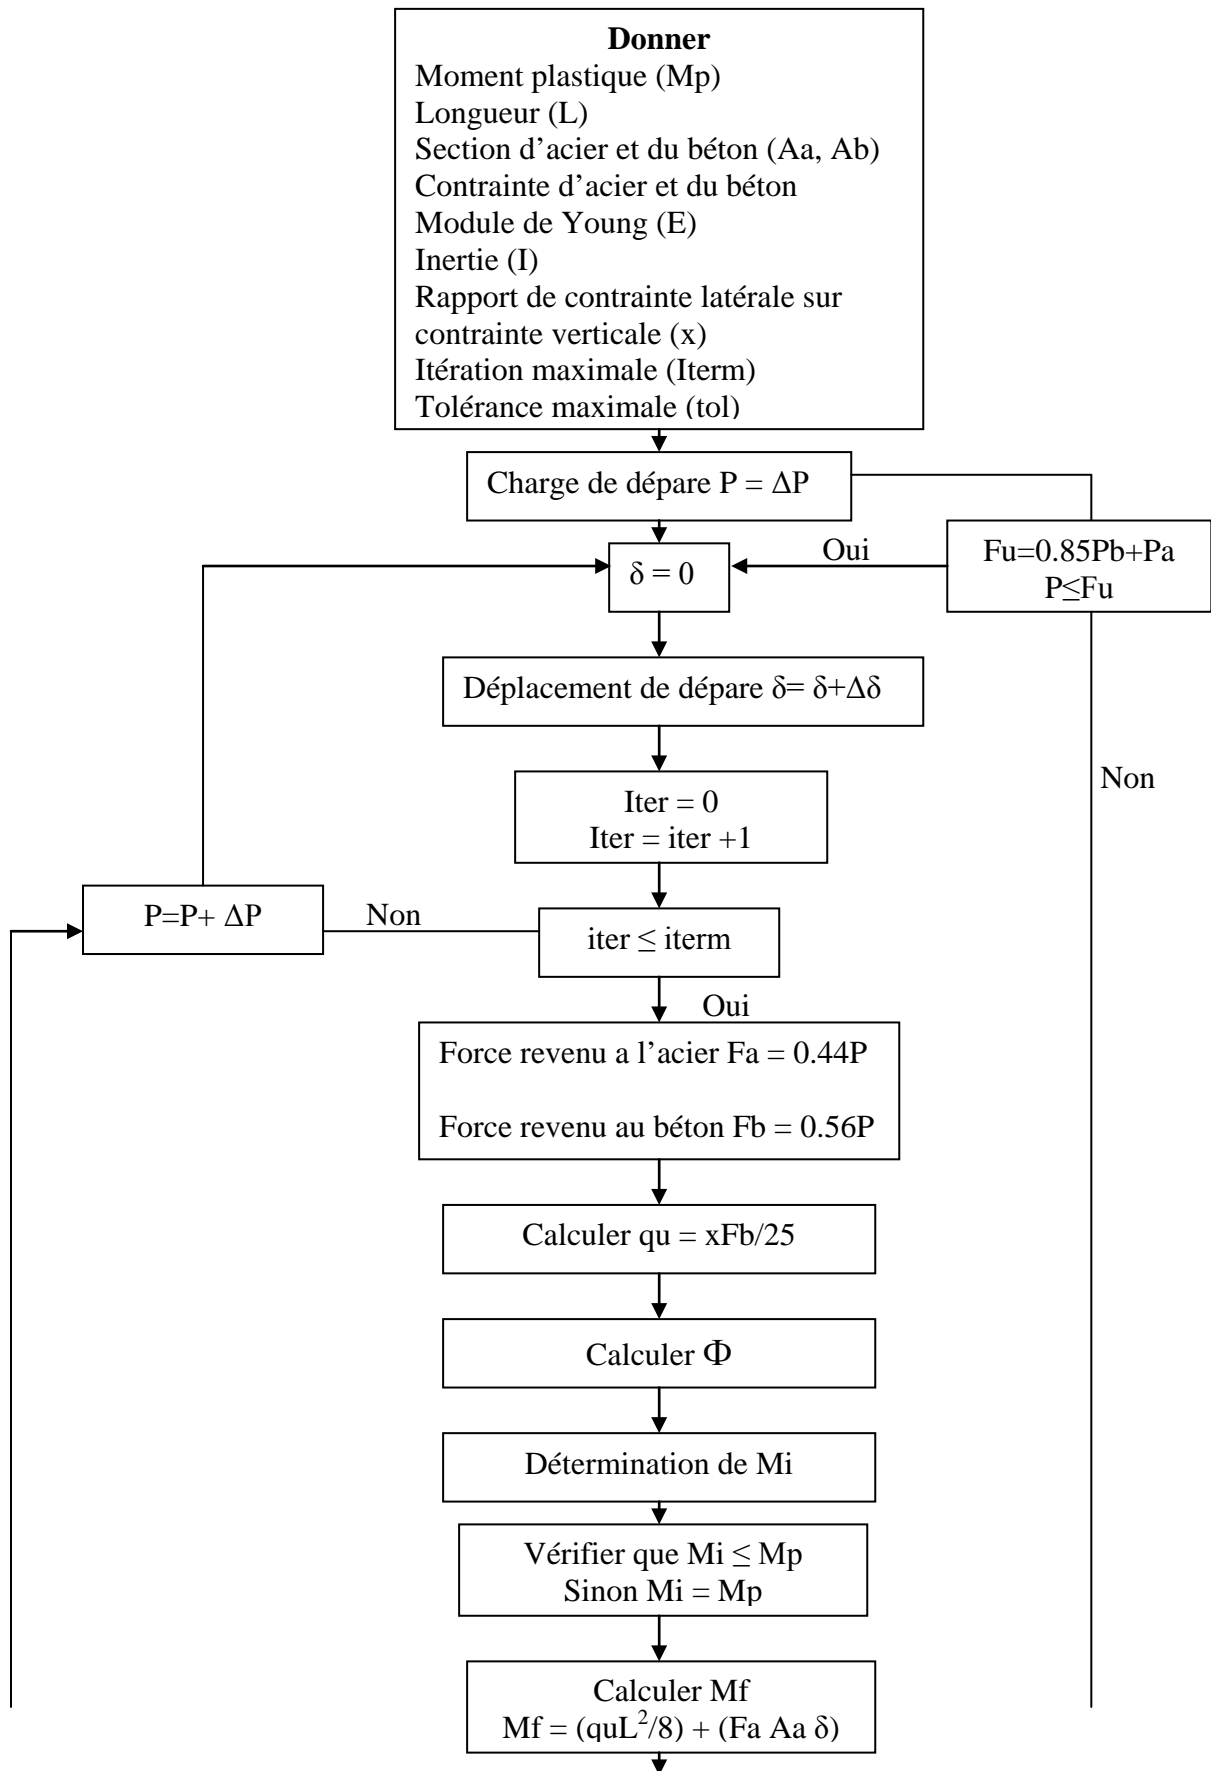 Donner
Moment plastique (Mp)
Longueur (L)
Section d'acier et du béton (Aa, Ab)
Contrainte d'acier et du béton
Module de Young (E)
Inertie (I)
Rapport de contrainte latérale sur
contrainte verticale (x)
Itération maximale (Iterm)
Tolérance maximale (tol)
Charge de dépare P = ΔP
Oui
Fu=0.85Pb+Pa
P≤Fu
δ = 0
Déplacement de dépare δ= δ+Δδ
Non
Iter = 0
Iter = iter +1
P=P+ ΔP
Non
iter ≤ iterm
Oui
Force revenu a l'acier Fa = 0.44P
Force revenu au béton Fb = 0.56P
Calculer qu = xFb/25
Calculer Φ
Détermination de Mi
Vérifier que Mi ≤ Mp
Sinon Mi = Mp
Calculer Mf
Mf = (quL²/8) + (Fa Aa δ)